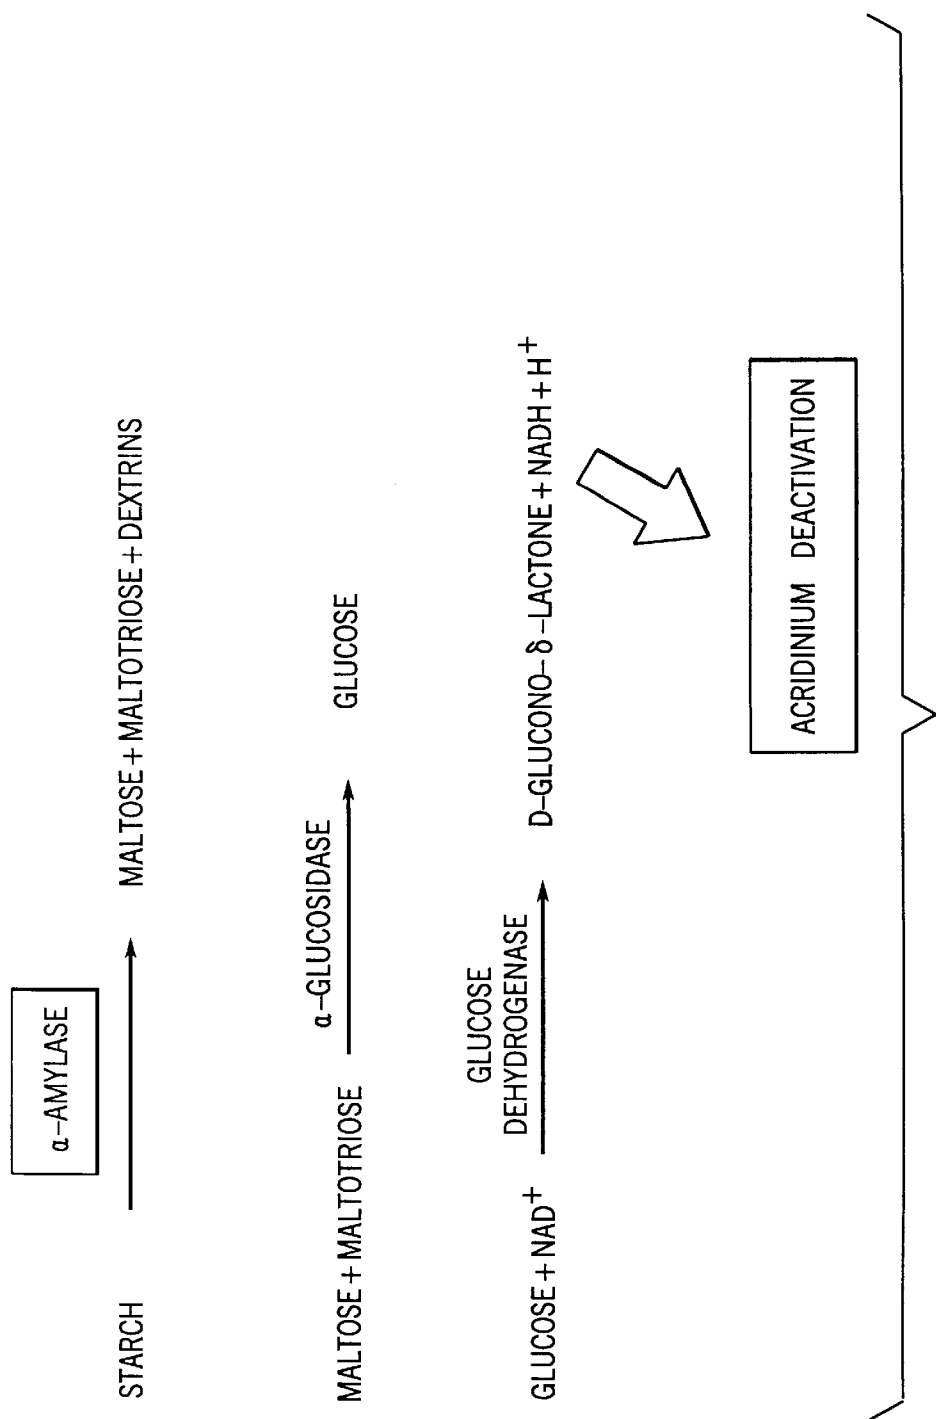 α-AMYLASE
STARCH → MALTOSE + MALTOTRIOSE + DEXTRINS
α-GLUCOSIDASE
MALTOSE + MALTOTRIOSE → GLUCOSE
GLUCOSE
DEHYDROGENASE
GLUCOSE + NAD⁺ → D-GLUCONO-δ-LACTONE + NADH + H⁺
ACRIDINIUM DEACTIVATION